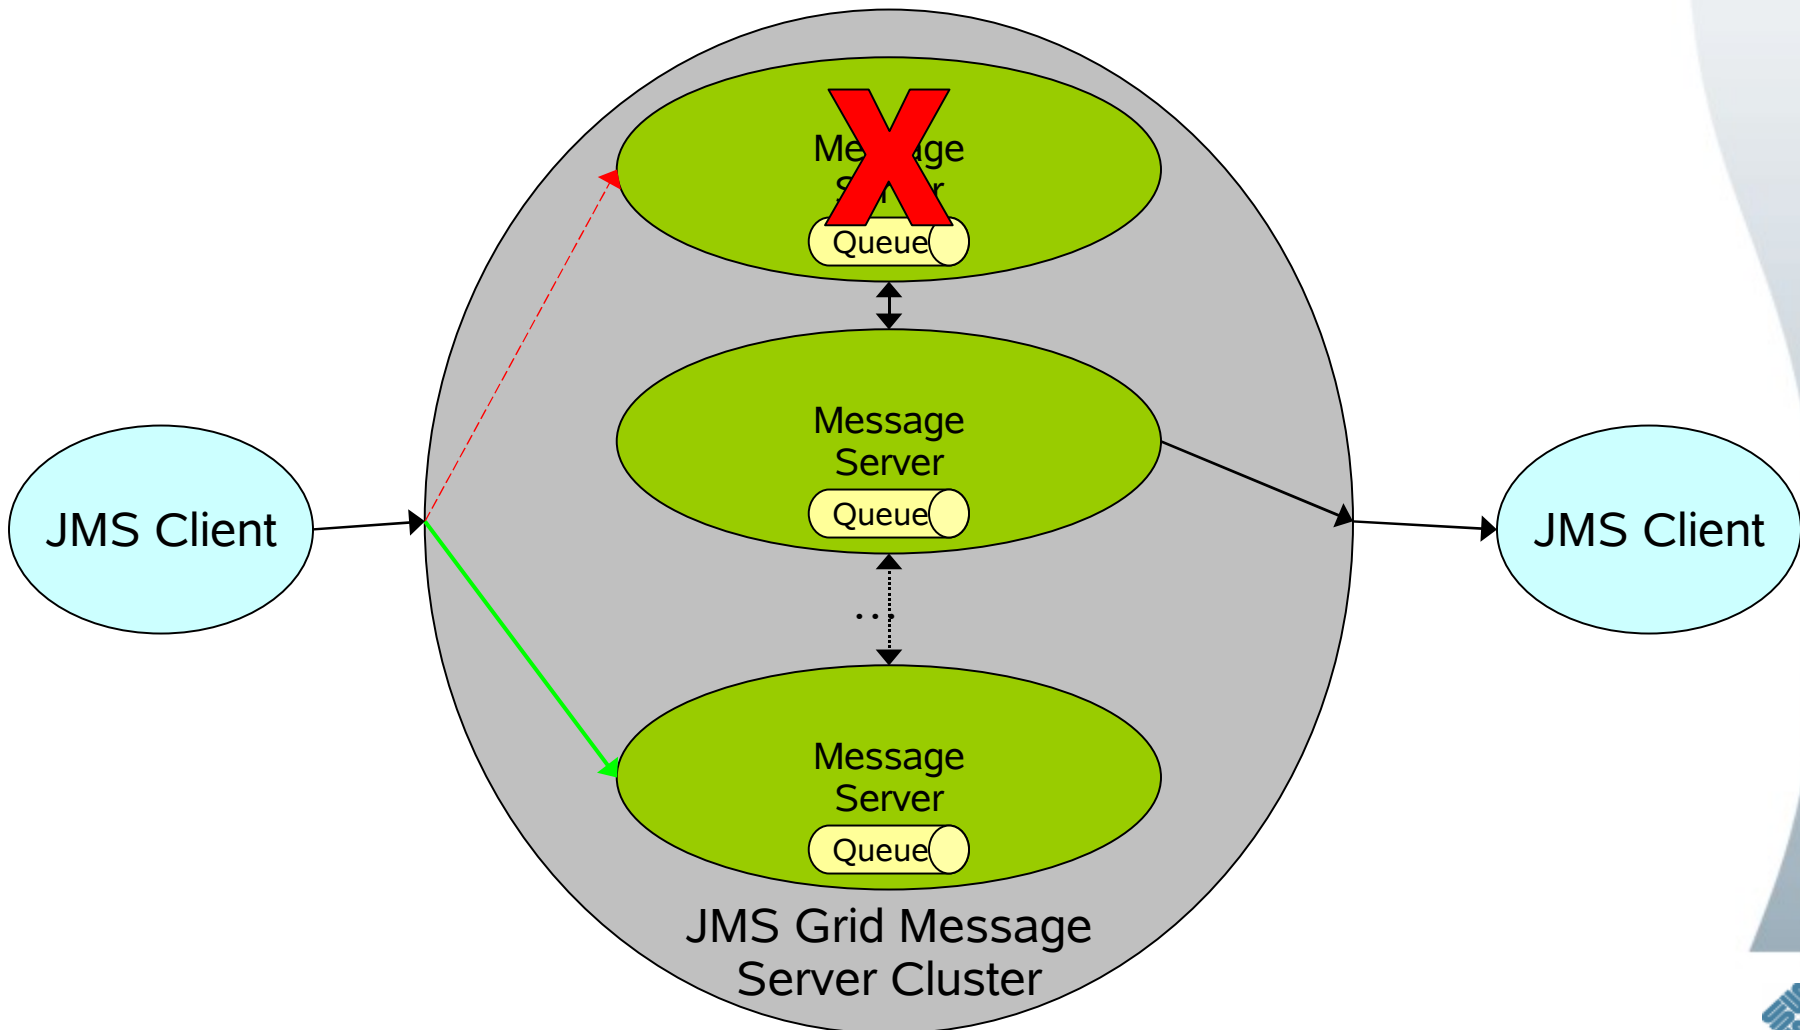 Queue
Message
Server
Queue
JMS Client
JMS Client
...
Message
Server
Queue
JMS Grid Message
Server Cluster